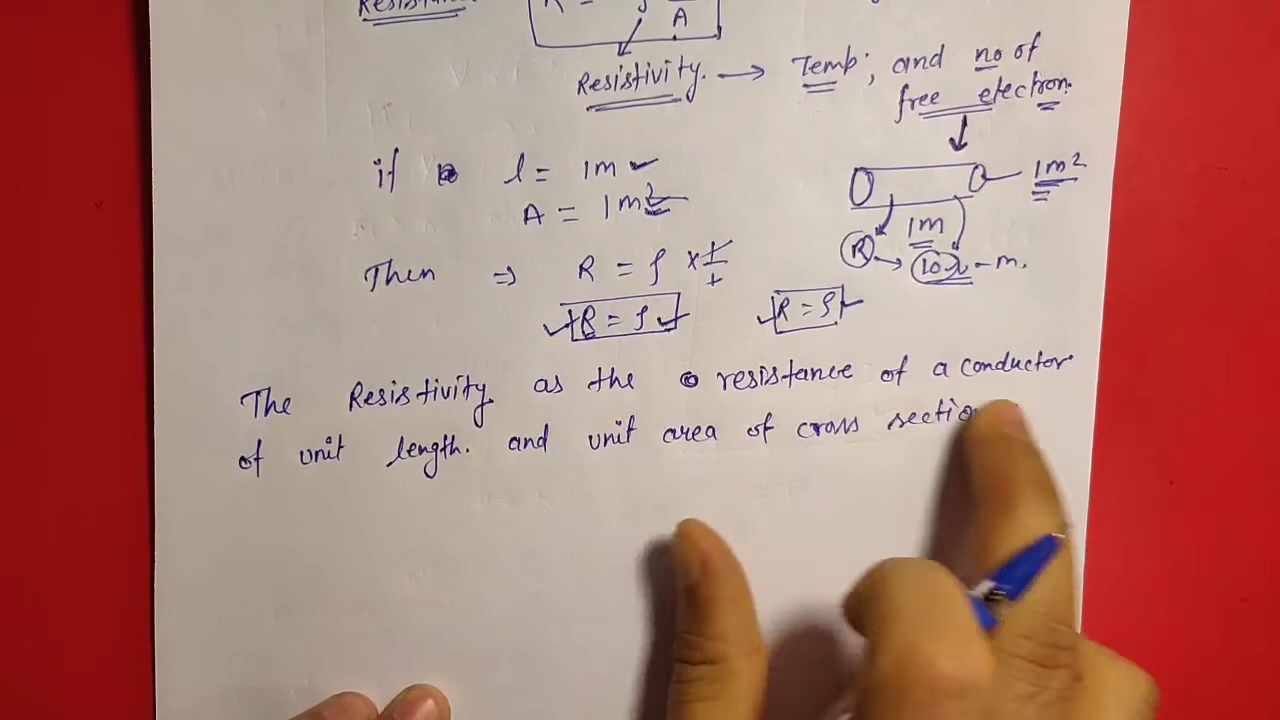 Resistance R = ρ
A
Resistivity. → Temp; and no of
free electron.
if l = 1m
A = 1m²
1m²
1m
Then ⇒ R = ρ × 1/1
R → 10Ω - m.
R = ρ R = ρ
The Resistivity as the resistance of a conductor
of unit length. and unit area of cross section